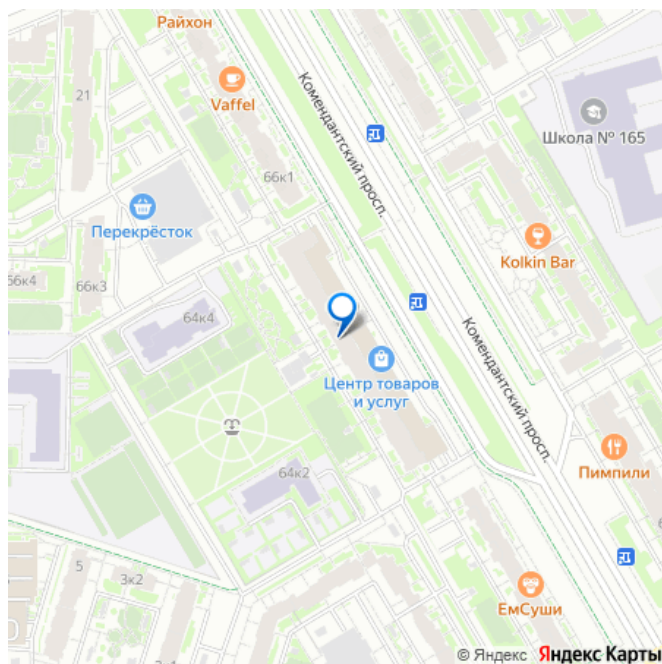 Райхон
Vaffel
21
Комендантский просп.
Школа № 165
66к1
Перекрёсток
Kolkin Bar
66к4
66к3
64к4
Центр товаров
и услуг
Комендантский просп.
64к2
Пимпили
5
3к2
ЕмСуши
© Яндекс Яндекс Карты